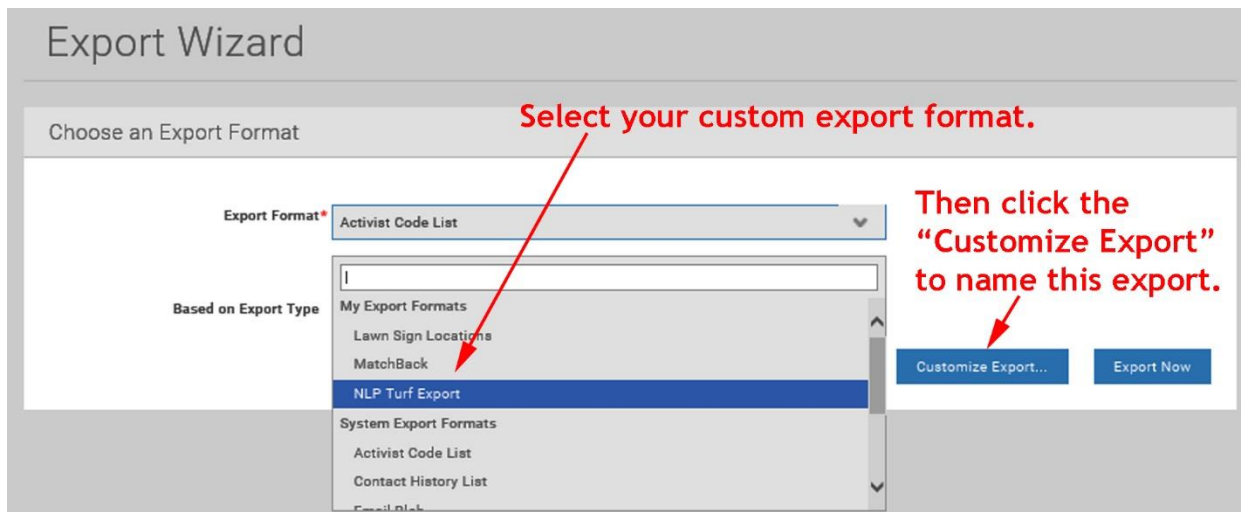 Export Wizard
Select your custom export format.
Choose an Export Format
Export Format*
Activist Code List
Then click the
“Customize Export”
to name this export.
Based on Export Type
My Export Formats
Lawn Sign Locations
MatchBack
NLP Turf Export
System Export Formats
Activist Code List
Contact History List
Customize Export...
Export Now